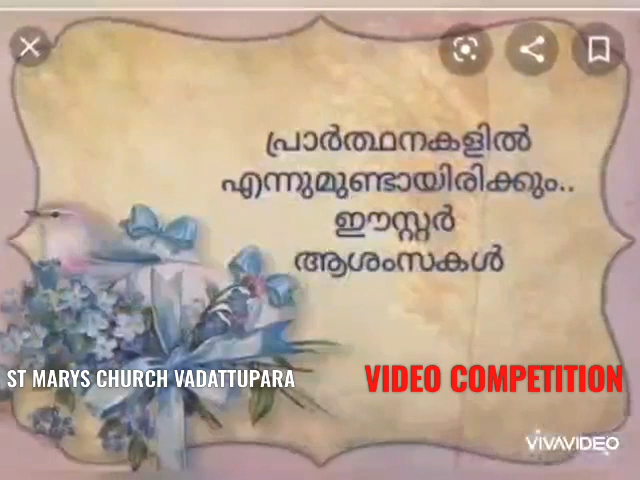 പ്രാർത്ഥനകളിൽ
എന്നുമുണ്ടായിരിക്കും..
ഈസ്റ്റർ
ആശംസകൾ
ST MARYS CHURCH VADATTUPARA
VIDEO COMPETITION
VIVAVIDEO